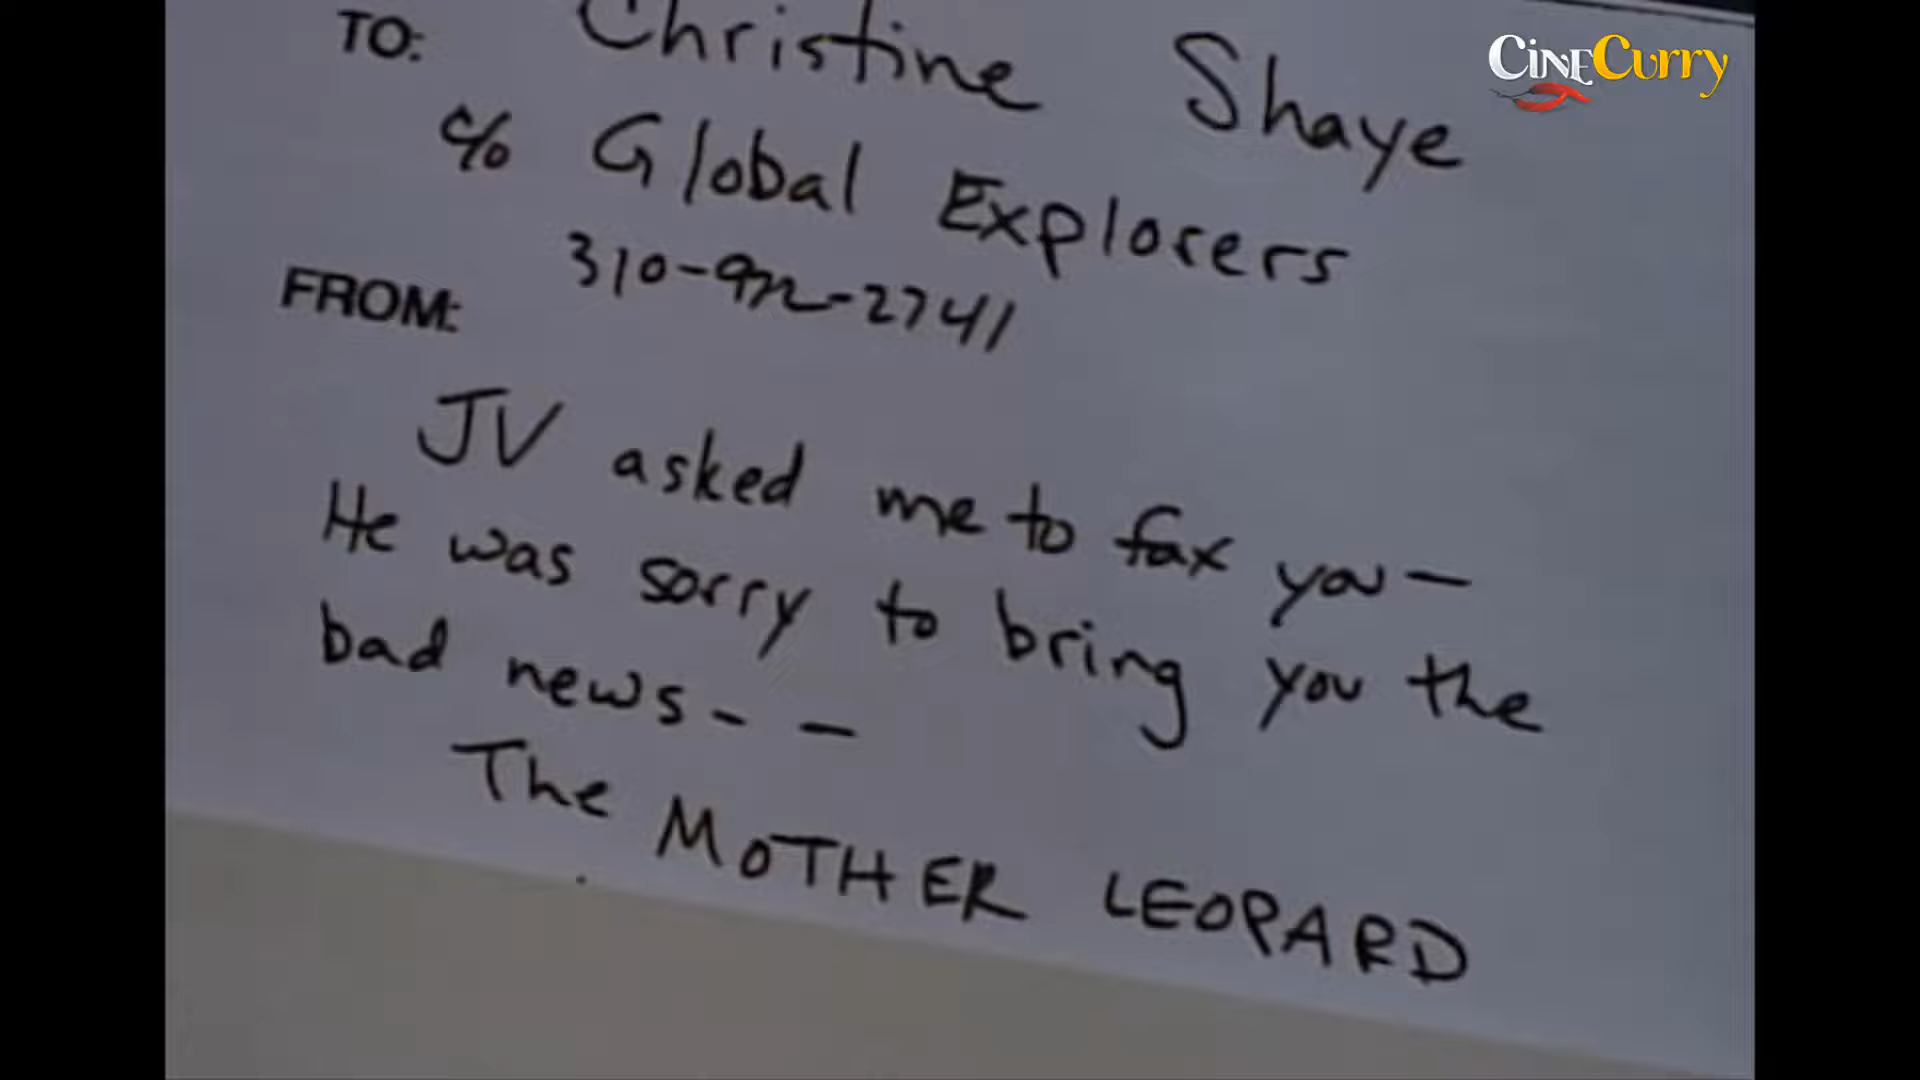 CINECurry
TO: Christine Shaye
c/o Global Explorers
310-972-2741
FROM:
JV asked me to fax you—
He was sorry to bring you the
bad news- —
The MOTHER LEOPARD